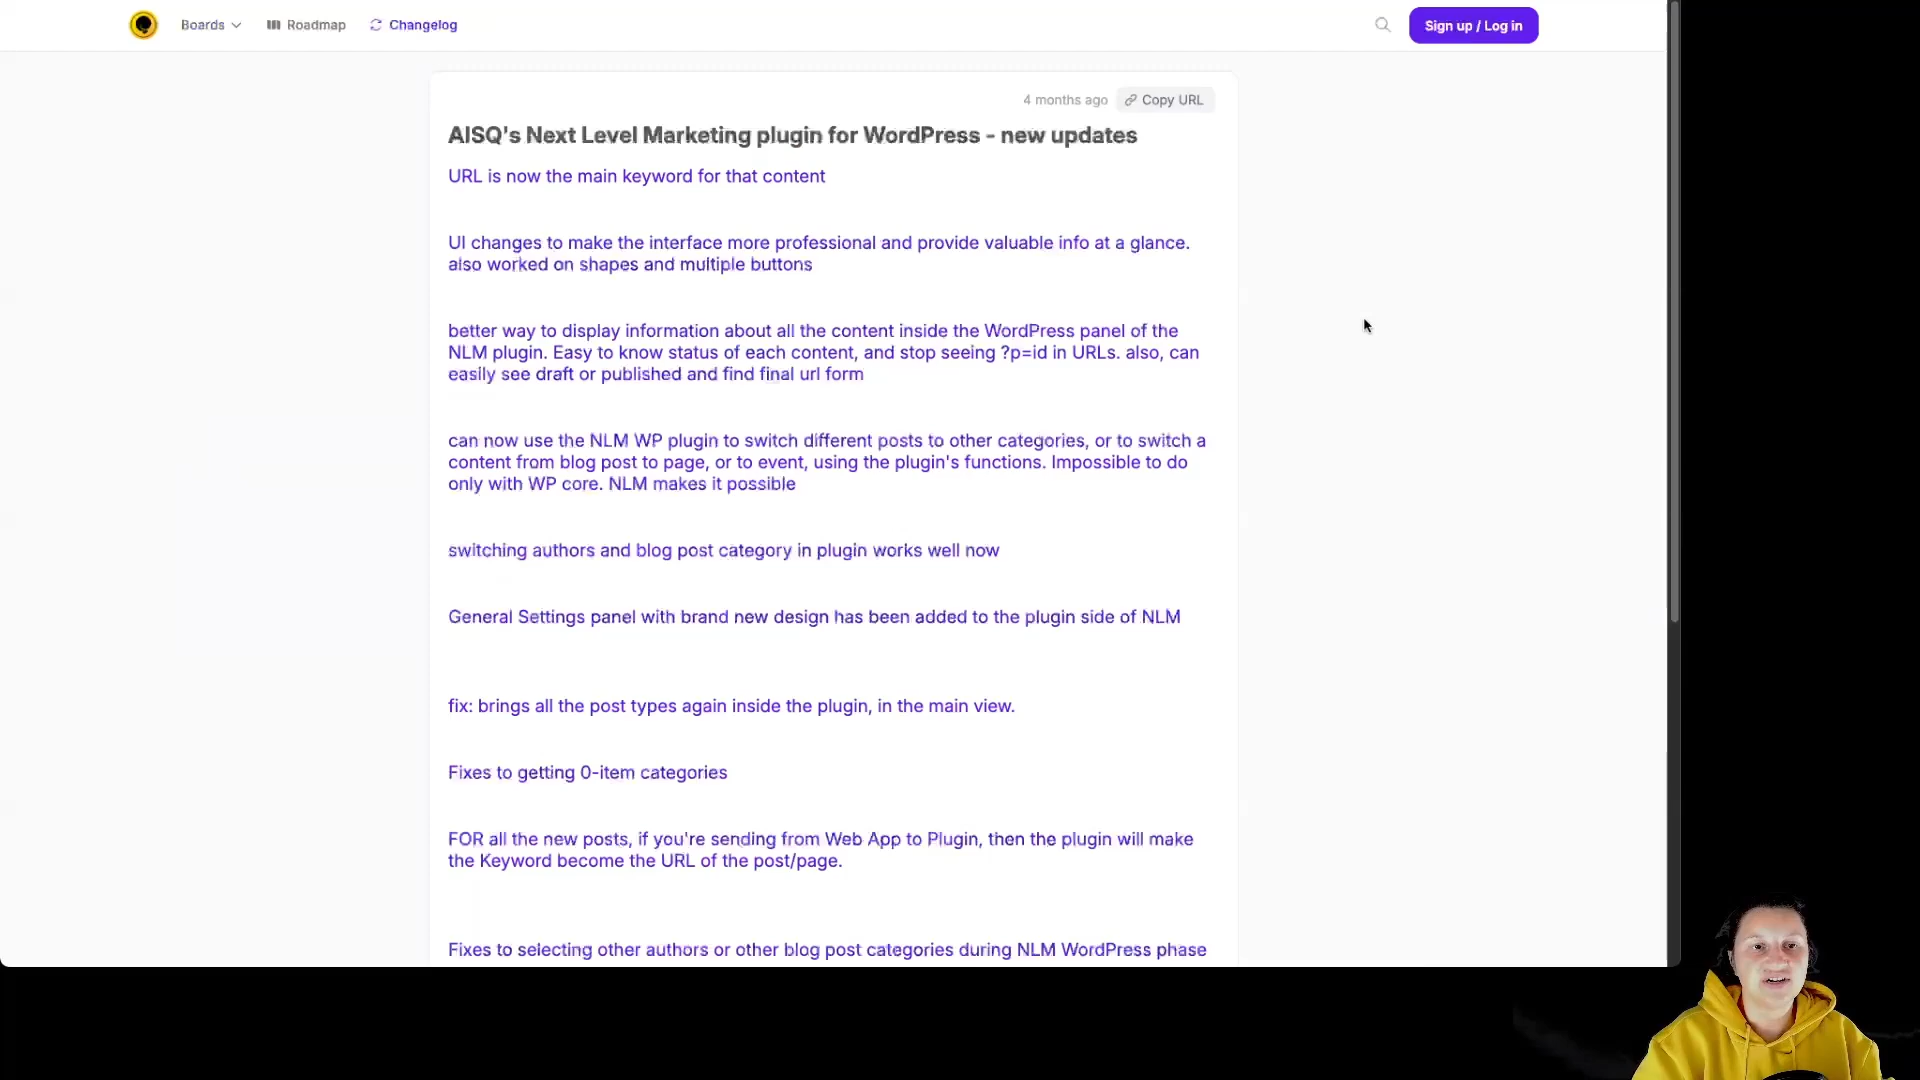 Boards
Roadmap
Changelog
Sign up / Log in
4 months ago
Copy URL
AISQ's Next Level Marketing plugin for WordPress - new updates
URL is now the main keyword for that content
UI changes to make the interface more professional and provide valuable info at a glance.
also worked on shapes and multiple buttons
better way to display information about all the content inside the WordPress panel of the
NLM plugin. Easy to know status of each content, and stop seeing ?p=id in URLs. also, can
easily see draft or published and find final url form
can now use the NLM WP plugin to switch different posts to other categories, or to switch a
content from blog post to page, or to event, using the plugin's functions. Impossible to do
only with WP core. NLM makes it possible
switching authors and blog post category in plugin works well now
General Settings panel with brand new design has been added to the plugin side of NLM
fix: brings all the post types again inside the plugin, in the main view.
Fixes to getting 0-item categories
FOR all the new posts, if you're sending from Web App to Plugin, then the plugin will make
the Keyword become the URL of the post/page.
Fixes to selecting other authors or other blog post categories during NLM WordPress phase